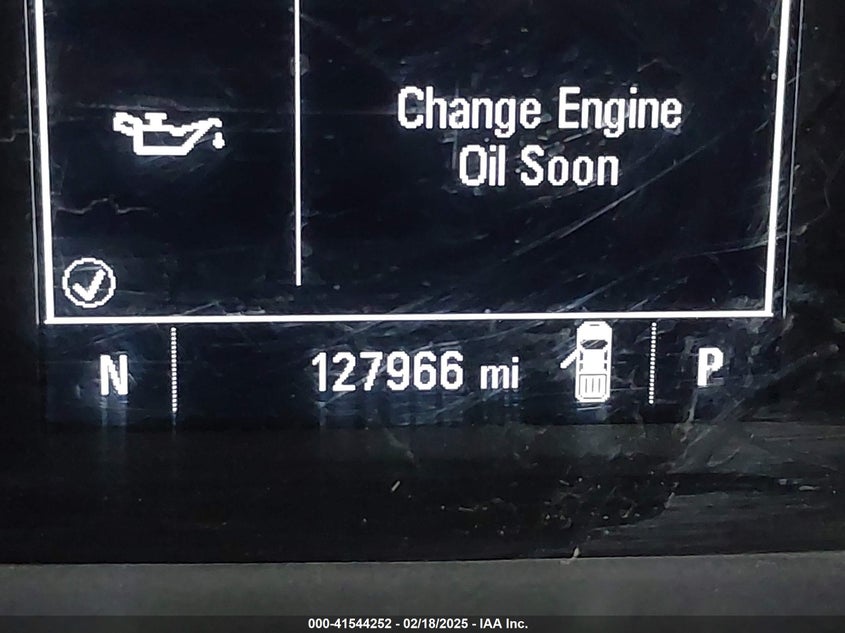 Change Engine
Oil Soon
N 127966 mi P
000-41544252 - 02/18/2025 - IAA Inc.